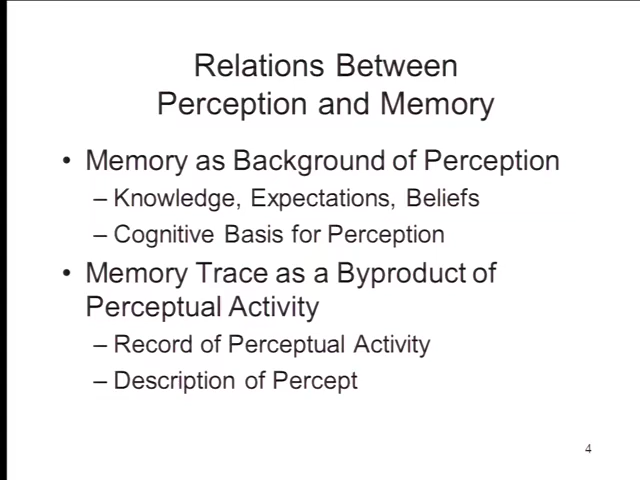 Relations Between
Perception and Memory
• Memory as Background of Perception
– Knowledge, Expectations, Beliefs
– Cognitive Basis for Perception
• Memory Trace as a Byproduct of
Perceptual Activity
– Record of Perceptual Activity
– Description of Percept
4